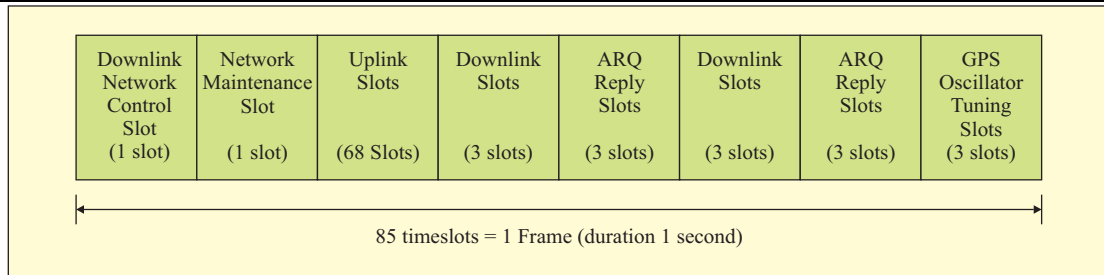 Downlink
Network
Control
Slot
(1 slot)
Network
Maintenance
Slot
(1 slot)
Uplink
Slots
(68 Slots)
Downlink
Slots
(3 slots)
ARQ
Reply
Slots
(3 slots)
Downlink
Slots
(3 slots)
ARQ
Reply
Slots
(3 slots)
GPS
Oscillator
Tuning
Slots
(3 slots)
85 timeslots = 1 Frame (duration 1 second)